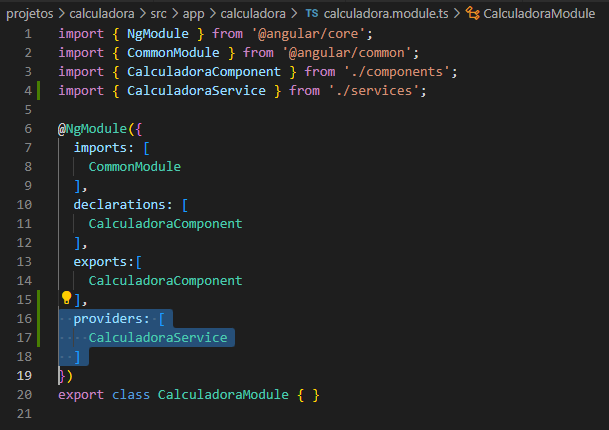 projetos > calculadora > src > app > calculadora > TS calculadora.module.ts > CalculadoraModule
1 import { NgModule } from '@angular/core';
2 import { CommonModule } from '@angular/common';
3 import { CalculadoraComponent } from './components';
4 import { CalculadoraService } from './services';
5
6 @NgModule({
7   imports: [
8     CommonModule
9   ],
10   declarations: [
11     CalculadoraComponent
12   ],
13   exports:[
14     CalculadoraComponent
15   ],
16   providers: [
17     CalculadoraService
18   ]
19 })
20 export class CalculadoraModule { }
21